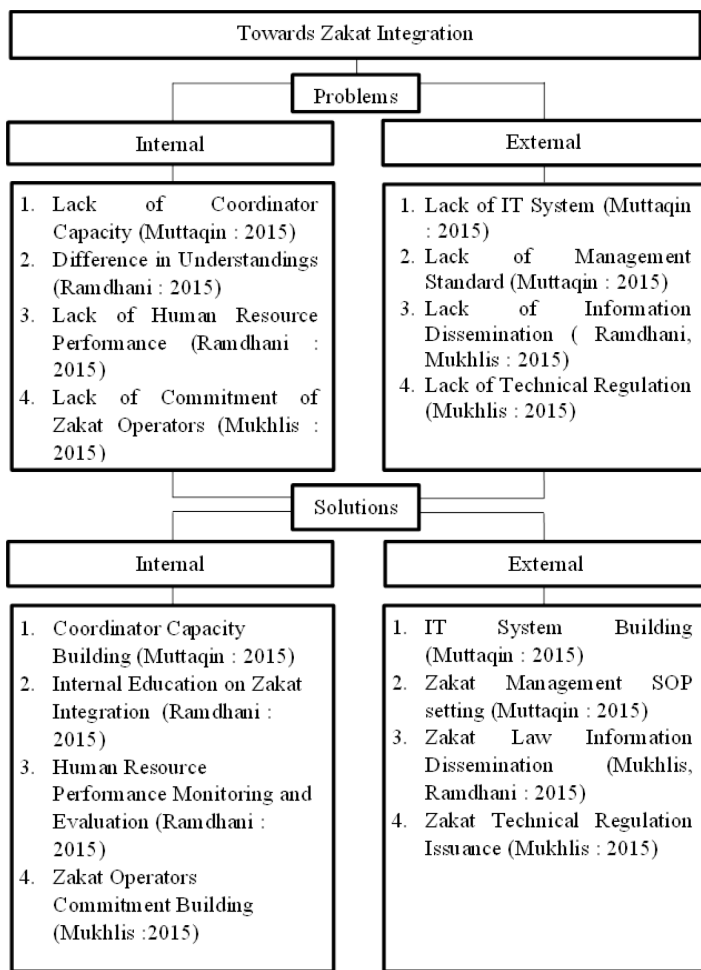 Towards Zakat Integration
Problems
Internal
External
1. Lack of Coordinator
Capacity (Muttaqin : 2015)
2. Difference in Understandings
(Ramdhani : 2015)
3. Lack of Human Resource
Performance (Ramdhani :
2015)
4. Lack of Commitment of
Zakat Operators (Mukhlis :
2015)
1. Lack of IT System (Muttaqin
: 2015)
2. Lack of Management
Standard (Muttaqin : 2015)
3. Lack of Information
Dissemination ( Ramdhani,
Mukhlis : 2015)
4. Lack of Technical Regulation
(Mukhlis : 2015)
Solutions
Internal
External
1. Coordinator Capacity
Building (Muttaqin : 2015)
2. Internal Education on Zakat
Integration (Ramdhani :
2015)
3. Human Resource
Performance Monitoring and
Evaluation (Ramdhani :
2015)
4. Zakat Operators
Commitment Building
(Mukhlis :2015)
1. IT System Building
(Muttaqin : 2015)
2. Zakat Management SOP
setting (Muttaqin : 2015)
3. Zakat Law Information
Dissemination (Mukhlis,
Ramdhani : 2015)
4. Zakat Technical Regulation
Issuance (Mukhlis : 2015)